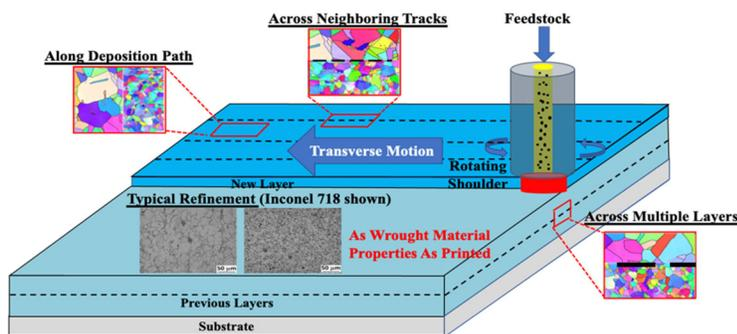 Across Neighboring Tracks
Feedstock
Along Deposition Path
Transverse Motion
Rotating
Shoulder
New Layer
Typical Refinement (Inconel 718 shown)
Across Multiple Layers
As Wrought Material
Properties As Printed
50 µm
50 µm
Previous Layers
Substrate